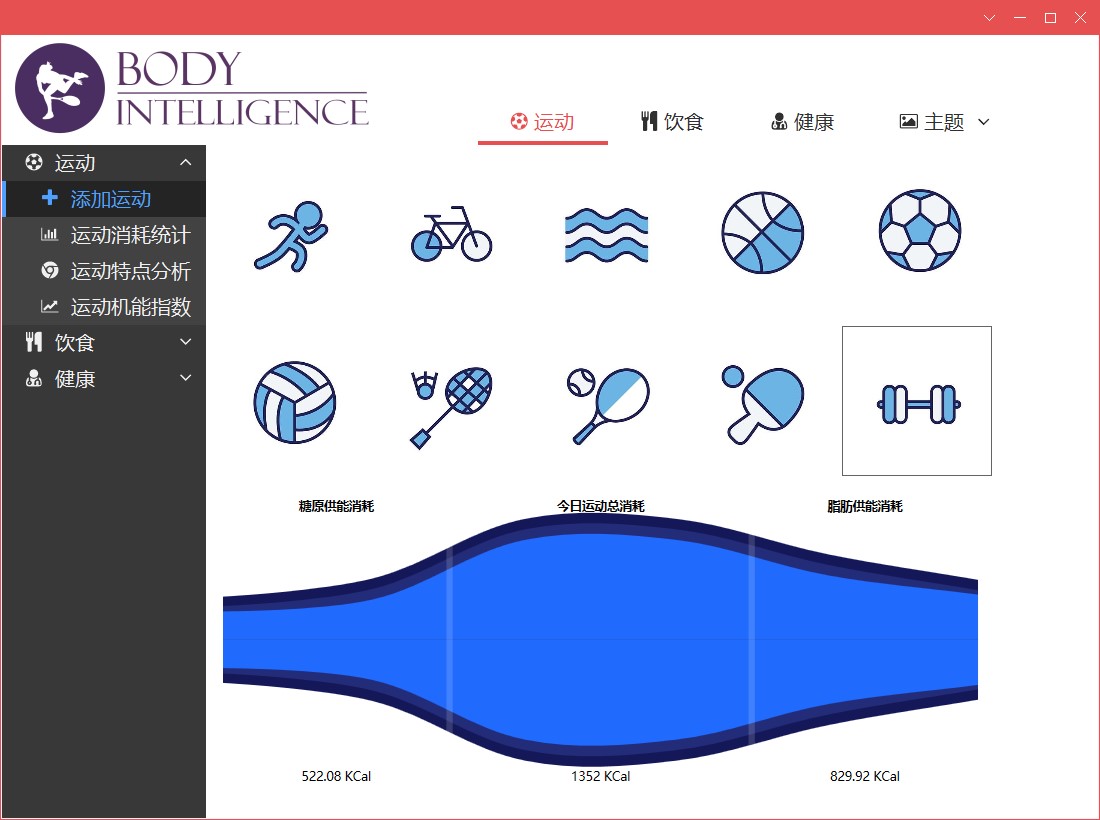 BODY
INTELLIGENCE
运动 饮食 健康 主题
运动
添加运动
运动消耗统计
运动特点分析
运动机能指数
饮食
健康
糖原供能消耗 今日运动总消耗 脂肪供能消耗
522.08 KCal 1352 KCal 829.92 KCal